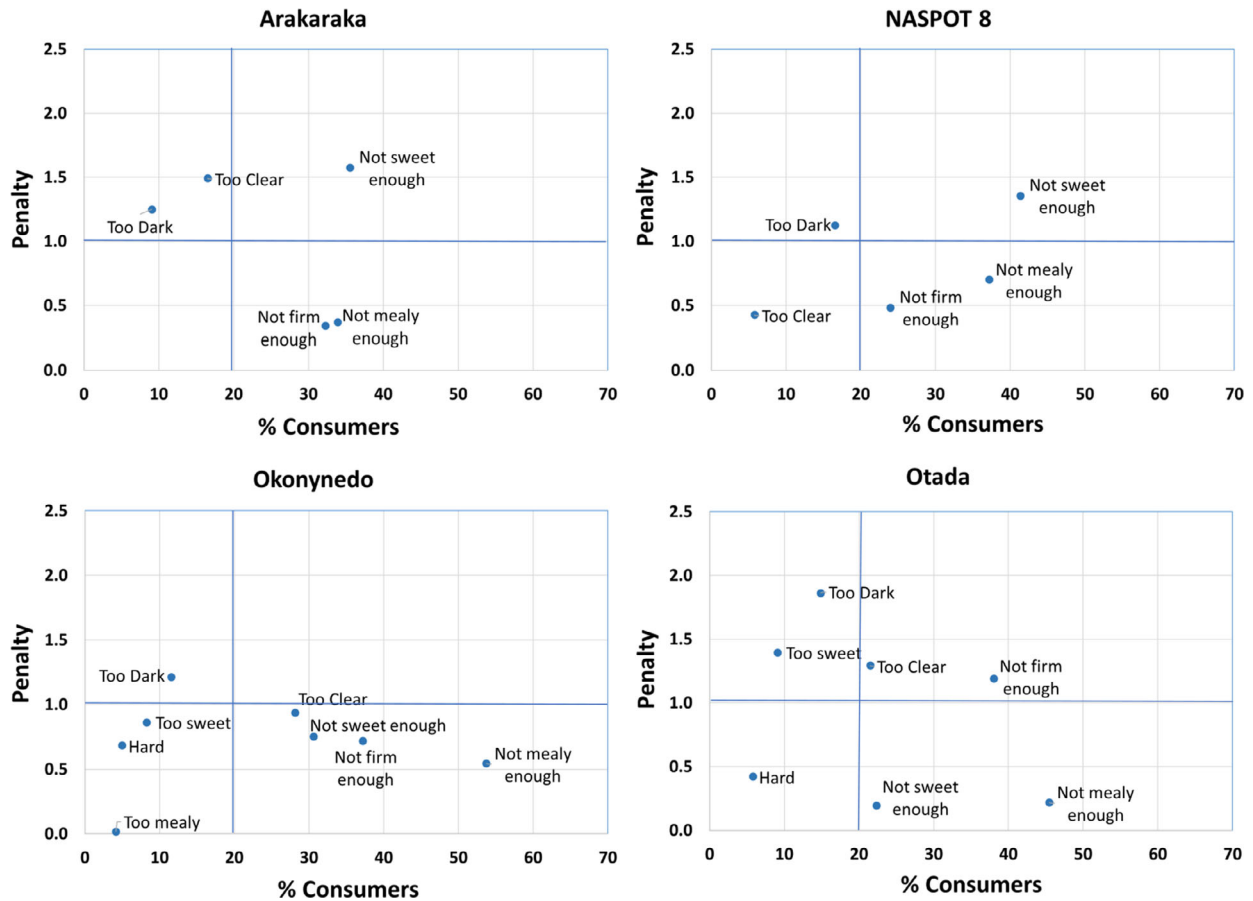 Arakaraka
2.5
2.0
1.5
1.0
0.5
0.0
Penalty
Too Dark
Too Clear
Not sweet
enough
Not firm
enough
Not mealy
enough
0 10 20 30 40 50 60 70
% Consumers
NASPOT 8
2.5
2.0
1.5
1.0
0.5
0.0
Penalty
Too Dark
Not sweet
enough
Not mealy
enough
Too Clear
Not firm
enough
0 10 20 30 40 50 60 70
% Consumers
Okonynedo
2.5
2.0
1.5
1.0
0.5
0.0
Penalty
Too Dark
Too Clear
Too sweet
Not sweet enough
Hard
Not firm
enough
Not mealy
enough
Too mealy
0 10 20 30 40 50 60 70
% Consumers
Otada
2.5
2.0
1.5
1.0
0.5
0.0
Penalty
Too Dark
Too sweet
Too Clear
Not firm
enough
Hard
Not sweet
enough
Not mealy
enough
0 10 20 30 40 50 60 70
% Consumers